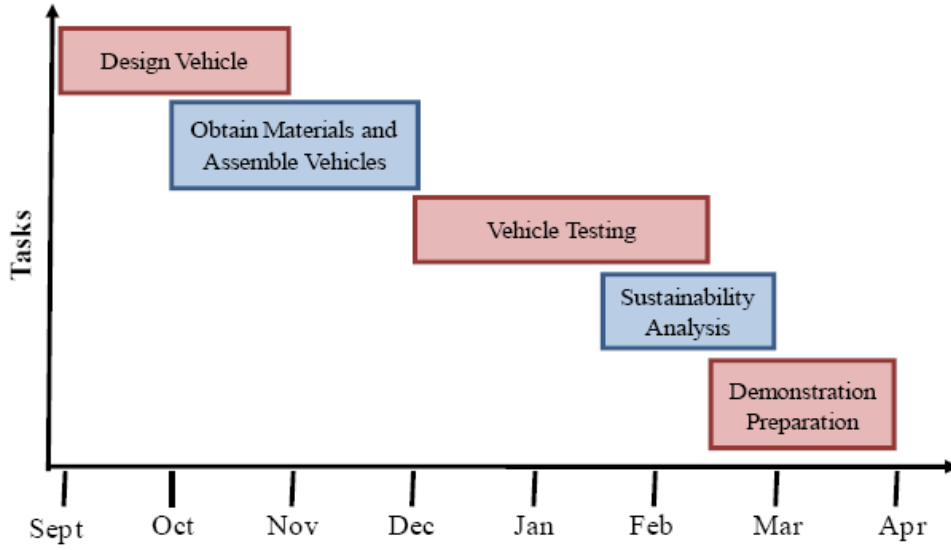 Design Vehicle
Obtain Materials and
Assemble Vehicles
Vehicle Testing
Sustainability
Analysis
Demonstration
Preparation
Tasks
Sept Oct Nov Dec Jan Feb Mar Apr